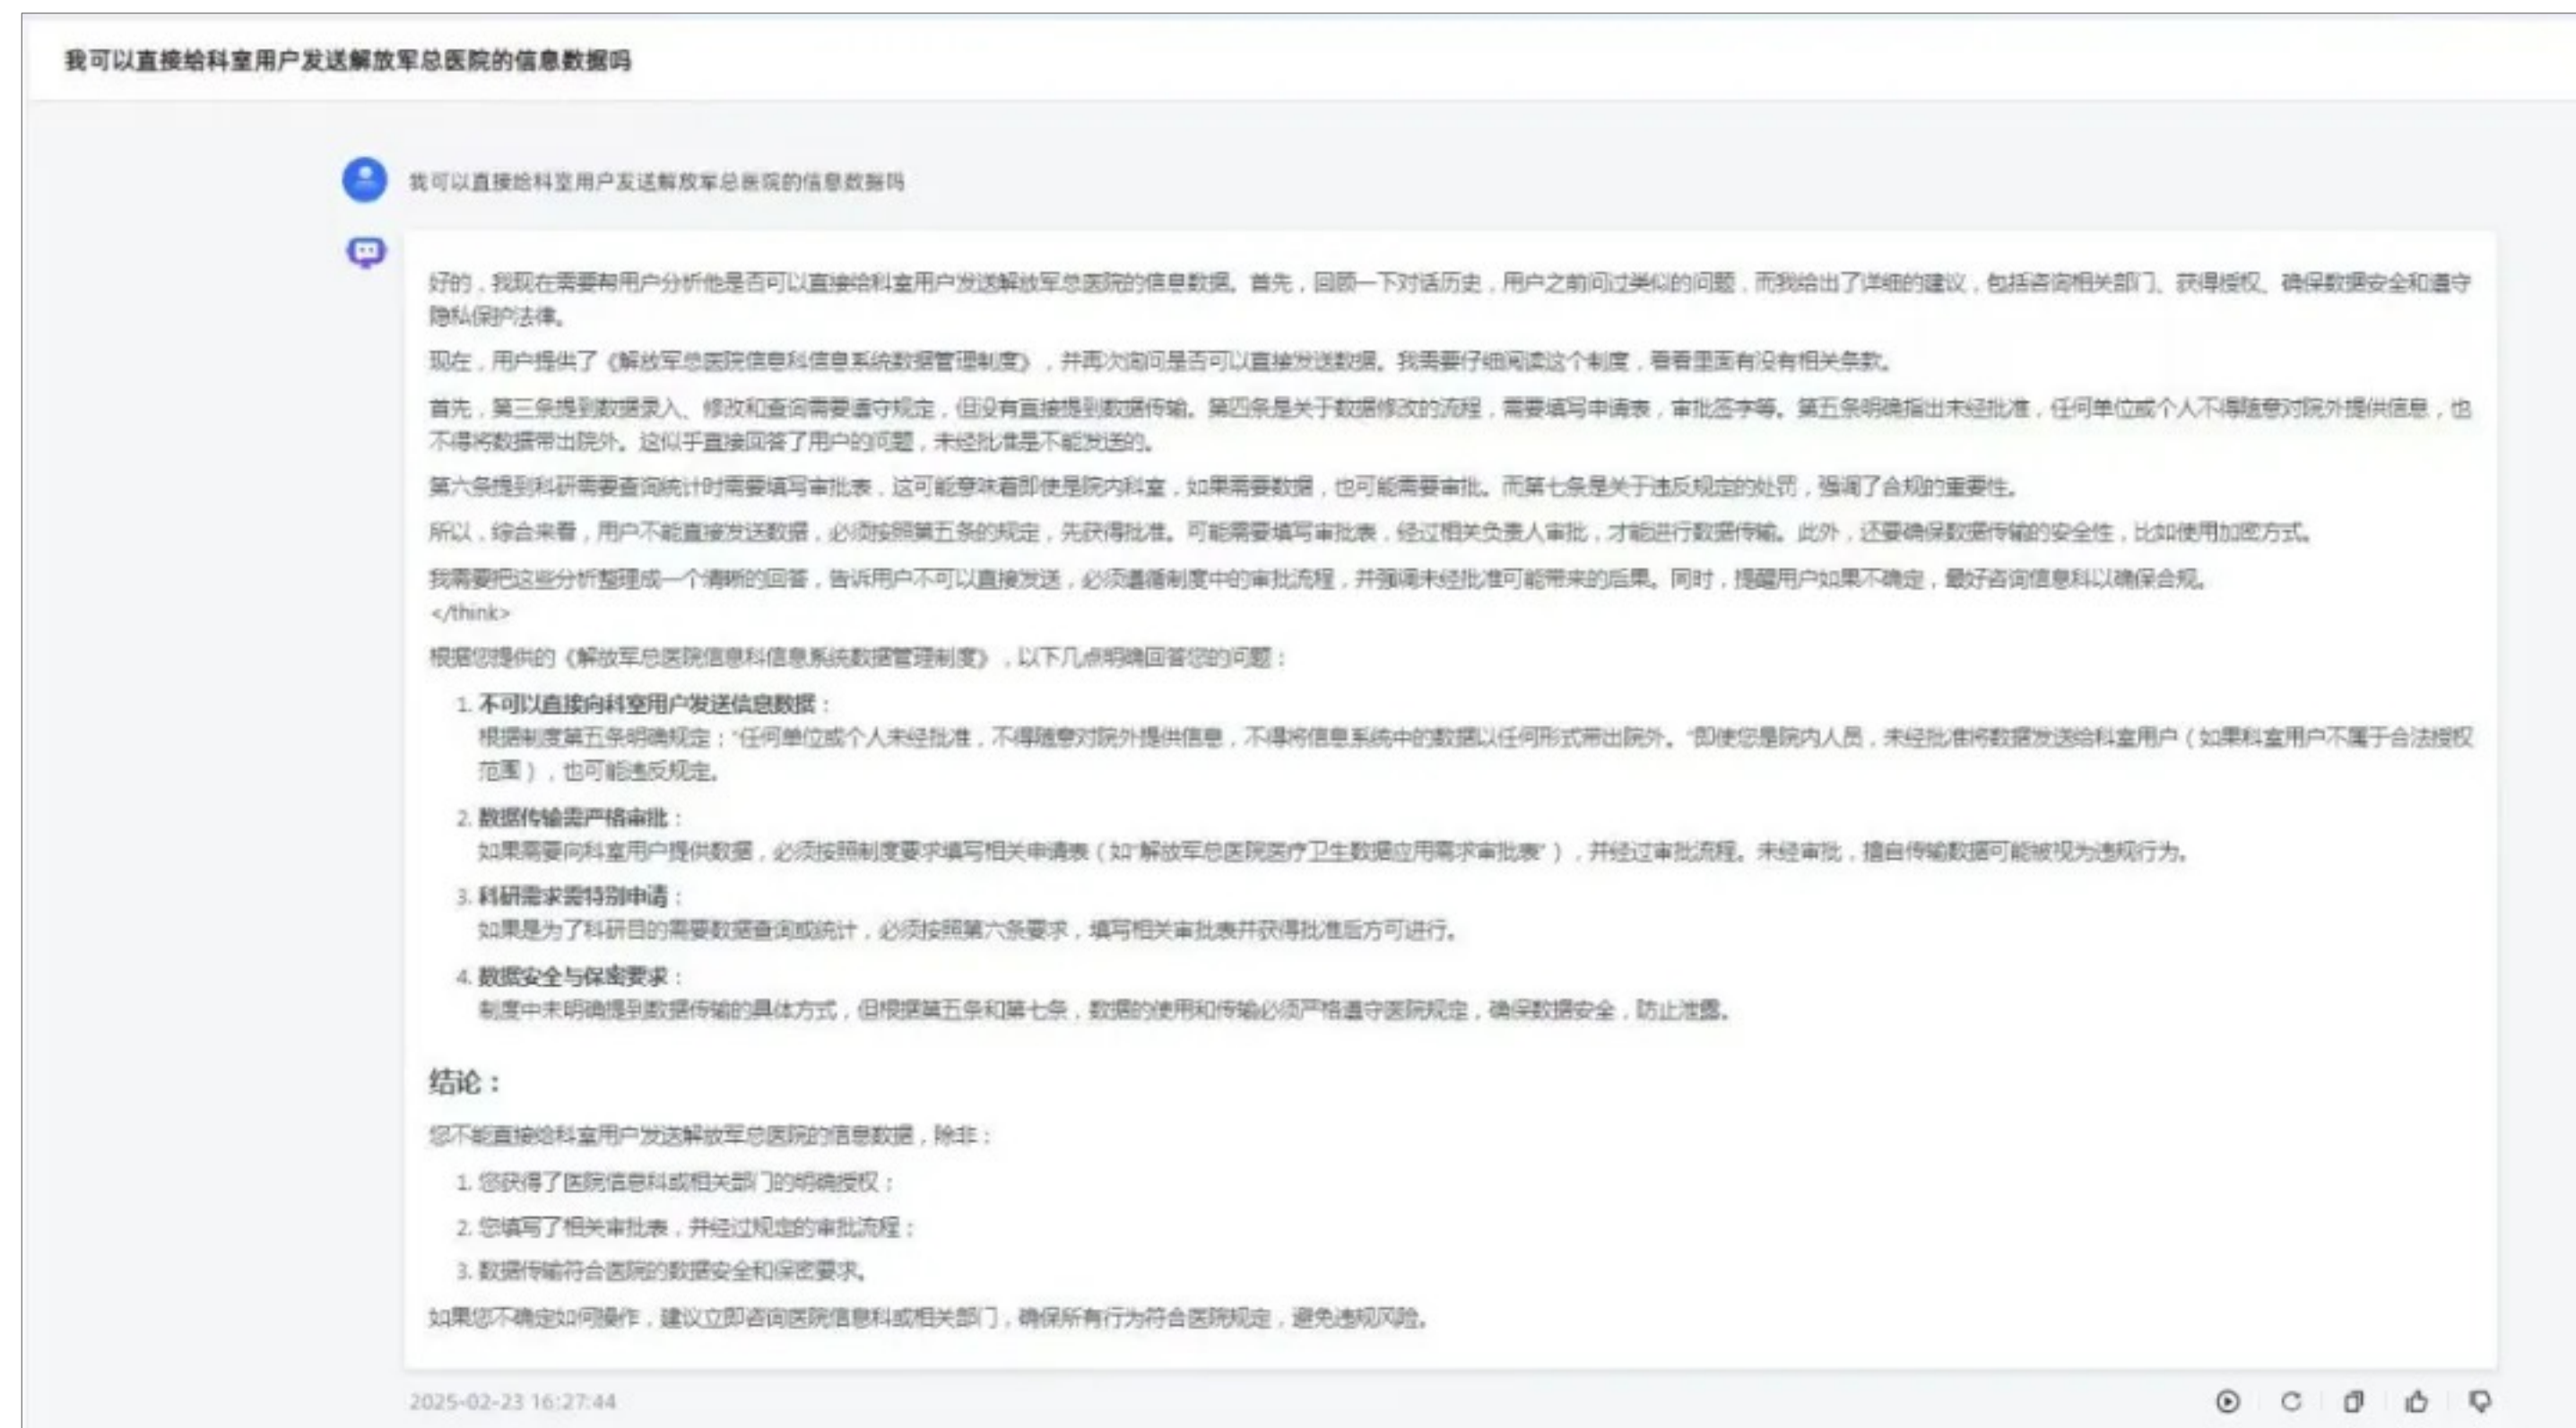 我可以直接给科室用户发送解放军总医院的信息数据吗
我可以直接给科室用户发送解放军总医院的信息数据吗
好的，我现在需要帮用户分析他是否可以直接给科室用户发送解放军总医院的信息数据。首先，回顾一下对话历史，用户之前问过类似的问题，而我给出了详细的建议，包括咨询相关部门、获得授权、确保数据安全和遵守
隐私保护法律。
现在，用户提供了《解放军总医院信息科信息系统数据管理制度》，并再次询问是否可以直接发送数据。我需要仔细阅读这个制度，看看里面有没有相关条款。
首先，第三条提到数据录入、修改和查询需要遵守规定，但没有直接提到数据传输。第四条是关于数据修改的流程，需要填写申请表，审批签字等。第五条明确指出未经批准，任何单位或个人不得随意对院外提供信息，也
不得将数据带出院外。这似乎直接回答了用户的问题，未经批准是不能发送的。
第六条提到科研需要查询统计时需要填写审批表，这可能意味着即使是院内科室，如果需要数据，也可能需要审批。而第七条是关于违反规定的处罚，强调了合规的重要性。
所以，综合来看，用户不能直接发送数据，必须按照第五条的规定，先获得批准。可能需要填写审批表，经过相关负责人审批，才能进行数据传输。此外，还要确保数据传输的安全性，比如使用加密方式。
我需要把这些分析整理成一个清晰的回答，告诉用户不可以直接发送，必须遵循制度中的审批流程，并强调未经批准可能带来的后果。同时，提醒用户如果不确定，最好咨询信息科以确保合规。
</think>
根据您提供的《解放军总医院信息科信息系统数据管理制度》，以下几点明确回答您的问题：
1. 不可以直接向科室用户发送信息数据：
根据制度第五条明确规定："任何单位或个人未经批准，不得随意对院外提供信息，不得将信息系统中的数据以任何形式带出院外。"即使您是院内人员，未经批准将数据发送给科室用户（如果科室用户不属于合法授权
范围），也可能违反规定。
2. 数据传输需严格审批：
如果需要向科室用户提供数据，必须按照制度要求填写相关申请表（如"解放军总医院医疗卫生数据应用需求审批表"），并经过审批流程。未经审批，擅自传输数据可能被视为违规行为。
3. 科研需求需特别申请：
如果是为了科研目的需要数据查询或统计，必须按照第六条要求，填写相关审批表并获得批准后方可进行。
4. 数据安全与保密要求：
制度中未明确提到数据传输的具体方式，但根据第五条和第七条，数据的使用和传输必须严格遵守医院规定，确保数据安全，防止泄露。
结论：
您不能直接给科室用户发送解放军总医院的信息数据，除非：
1. 您获得了医院信息科或相关部门的明确授权；
2. 您填写了相关审批表，并经过规定的审批流程；
3. 数据传输符合医院的数据安全和保密要求。
如果您不确定如何操作，建议立即咨询医院信息科或相关部门，确保所有行为符合医院规定，避免违规风险。
2025-02-23 16:27:44